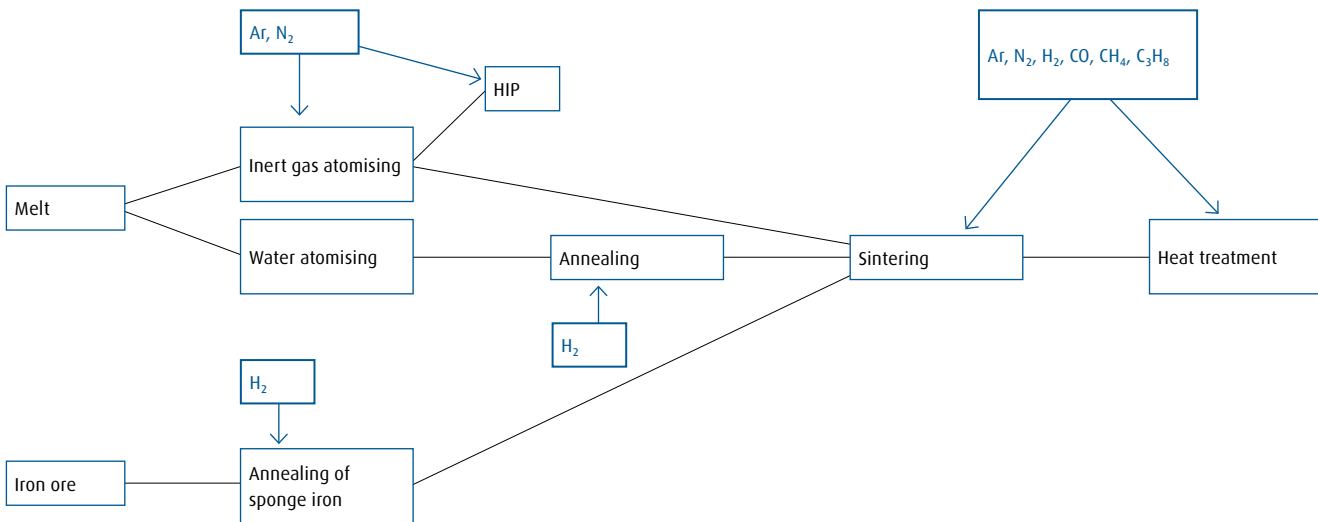 Ar, N₂
Ar, N₂, H₂, CO, CH₄, C₃H₈
HIP
Inert gas atomising
Melt
Water atomising
Annealing
Sintering
Heat treatment
H₂
H₂
Iron ore
Annealing of
sponge iron